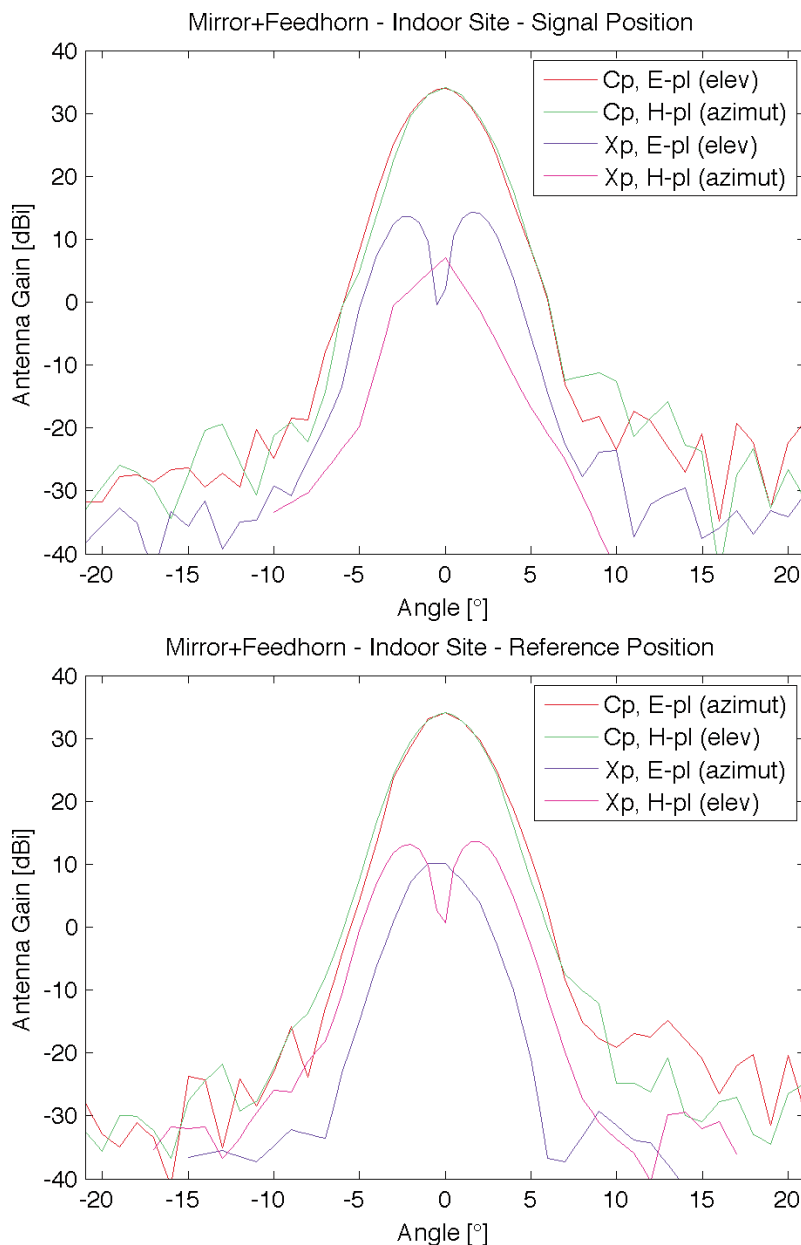 Mirror+Feedhorn - Indoor Site - Signal Position
40
30
20
10
0
-10
-20
-30
-40
Antenna Gain [dBi]
Cp, E-pl (elev)
Cp, H-pl (azimut)
Xp, E-pl (elev)
Xp, H-pl (azimut)
-20 -15 -10 -5 0 5 10 15 20
Angle [°]
Mirror+Feedhorn - Indoor Site - Reference Position
40
30
20
10
0
-10
-20
-30
-40
Antenna Gain [dBi]
Cp, E-pl (azimut)
Cp, H-pl (elev)
Xp, E-pl (azimut)
Xp, H-pl (elev)
-20 -15 -10 -5 0 5 10 15 20
Angle [°]